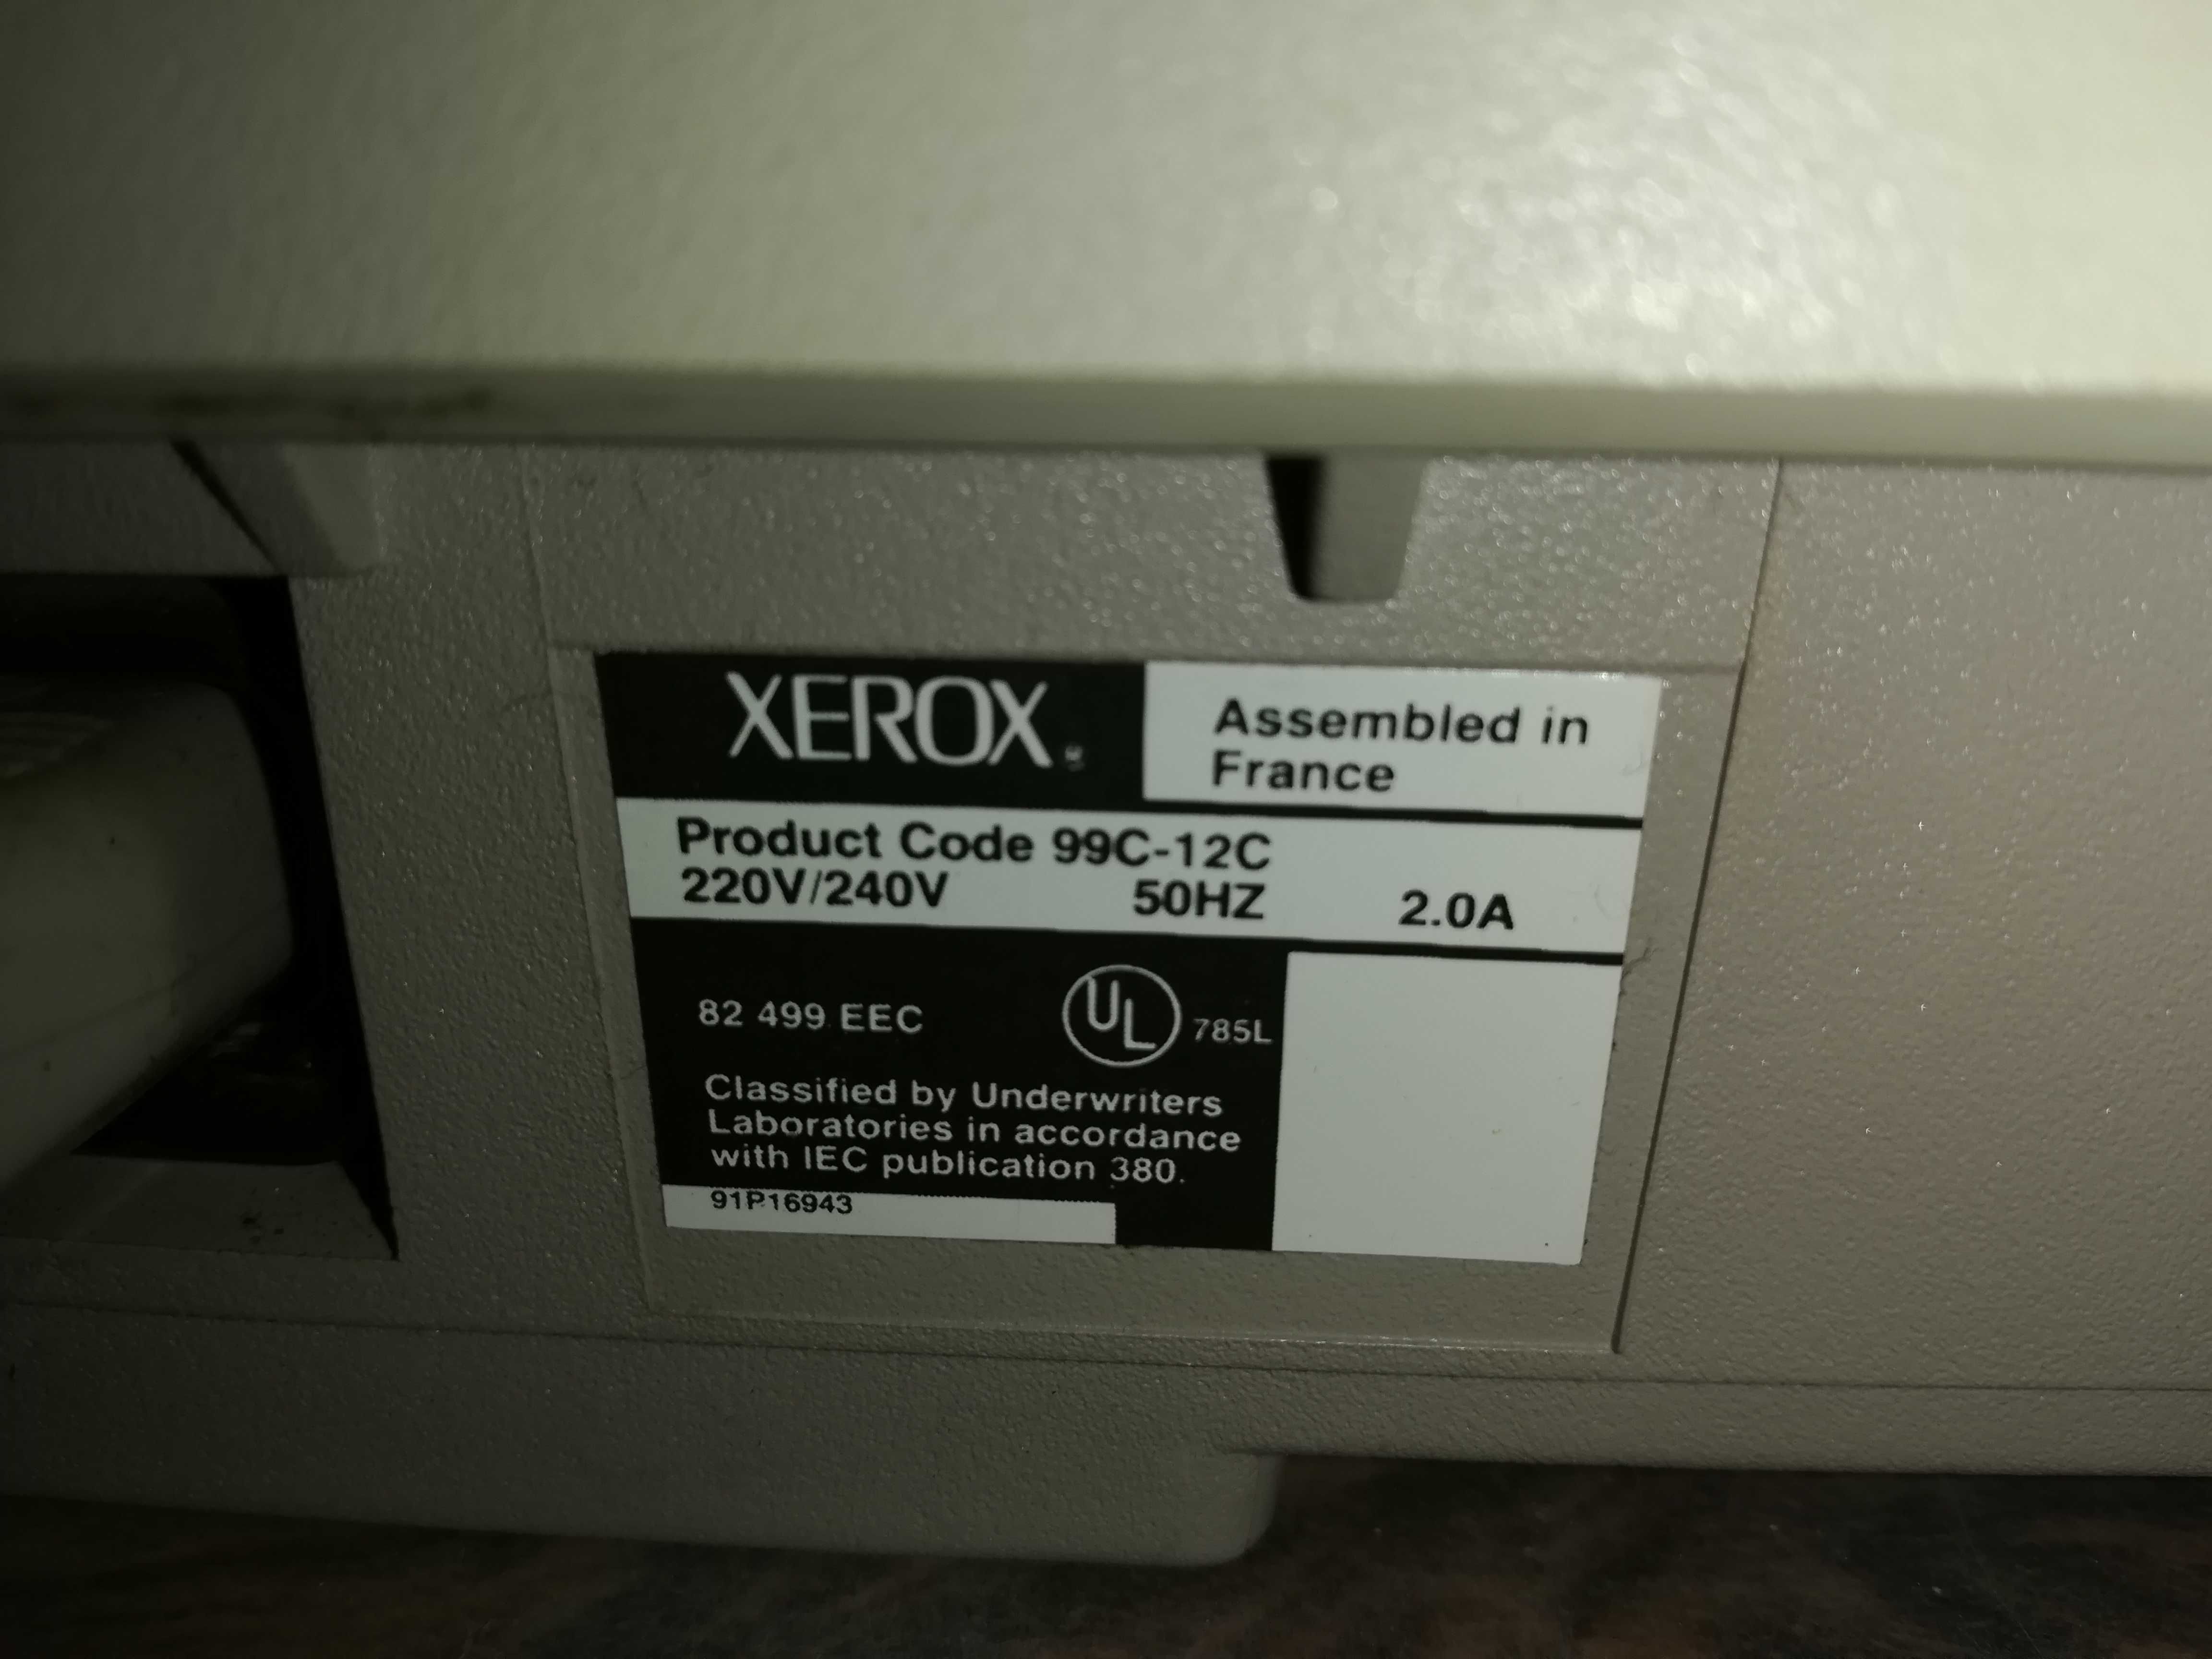 XEROX
Assembled in
France
Product Code 99C-12C
220V/240V 50HZ 2.0A
82 499 EEC
UL 785L
Classified by Underwriters
Laboratories in accordance
with IEC publication 380.
91P16943